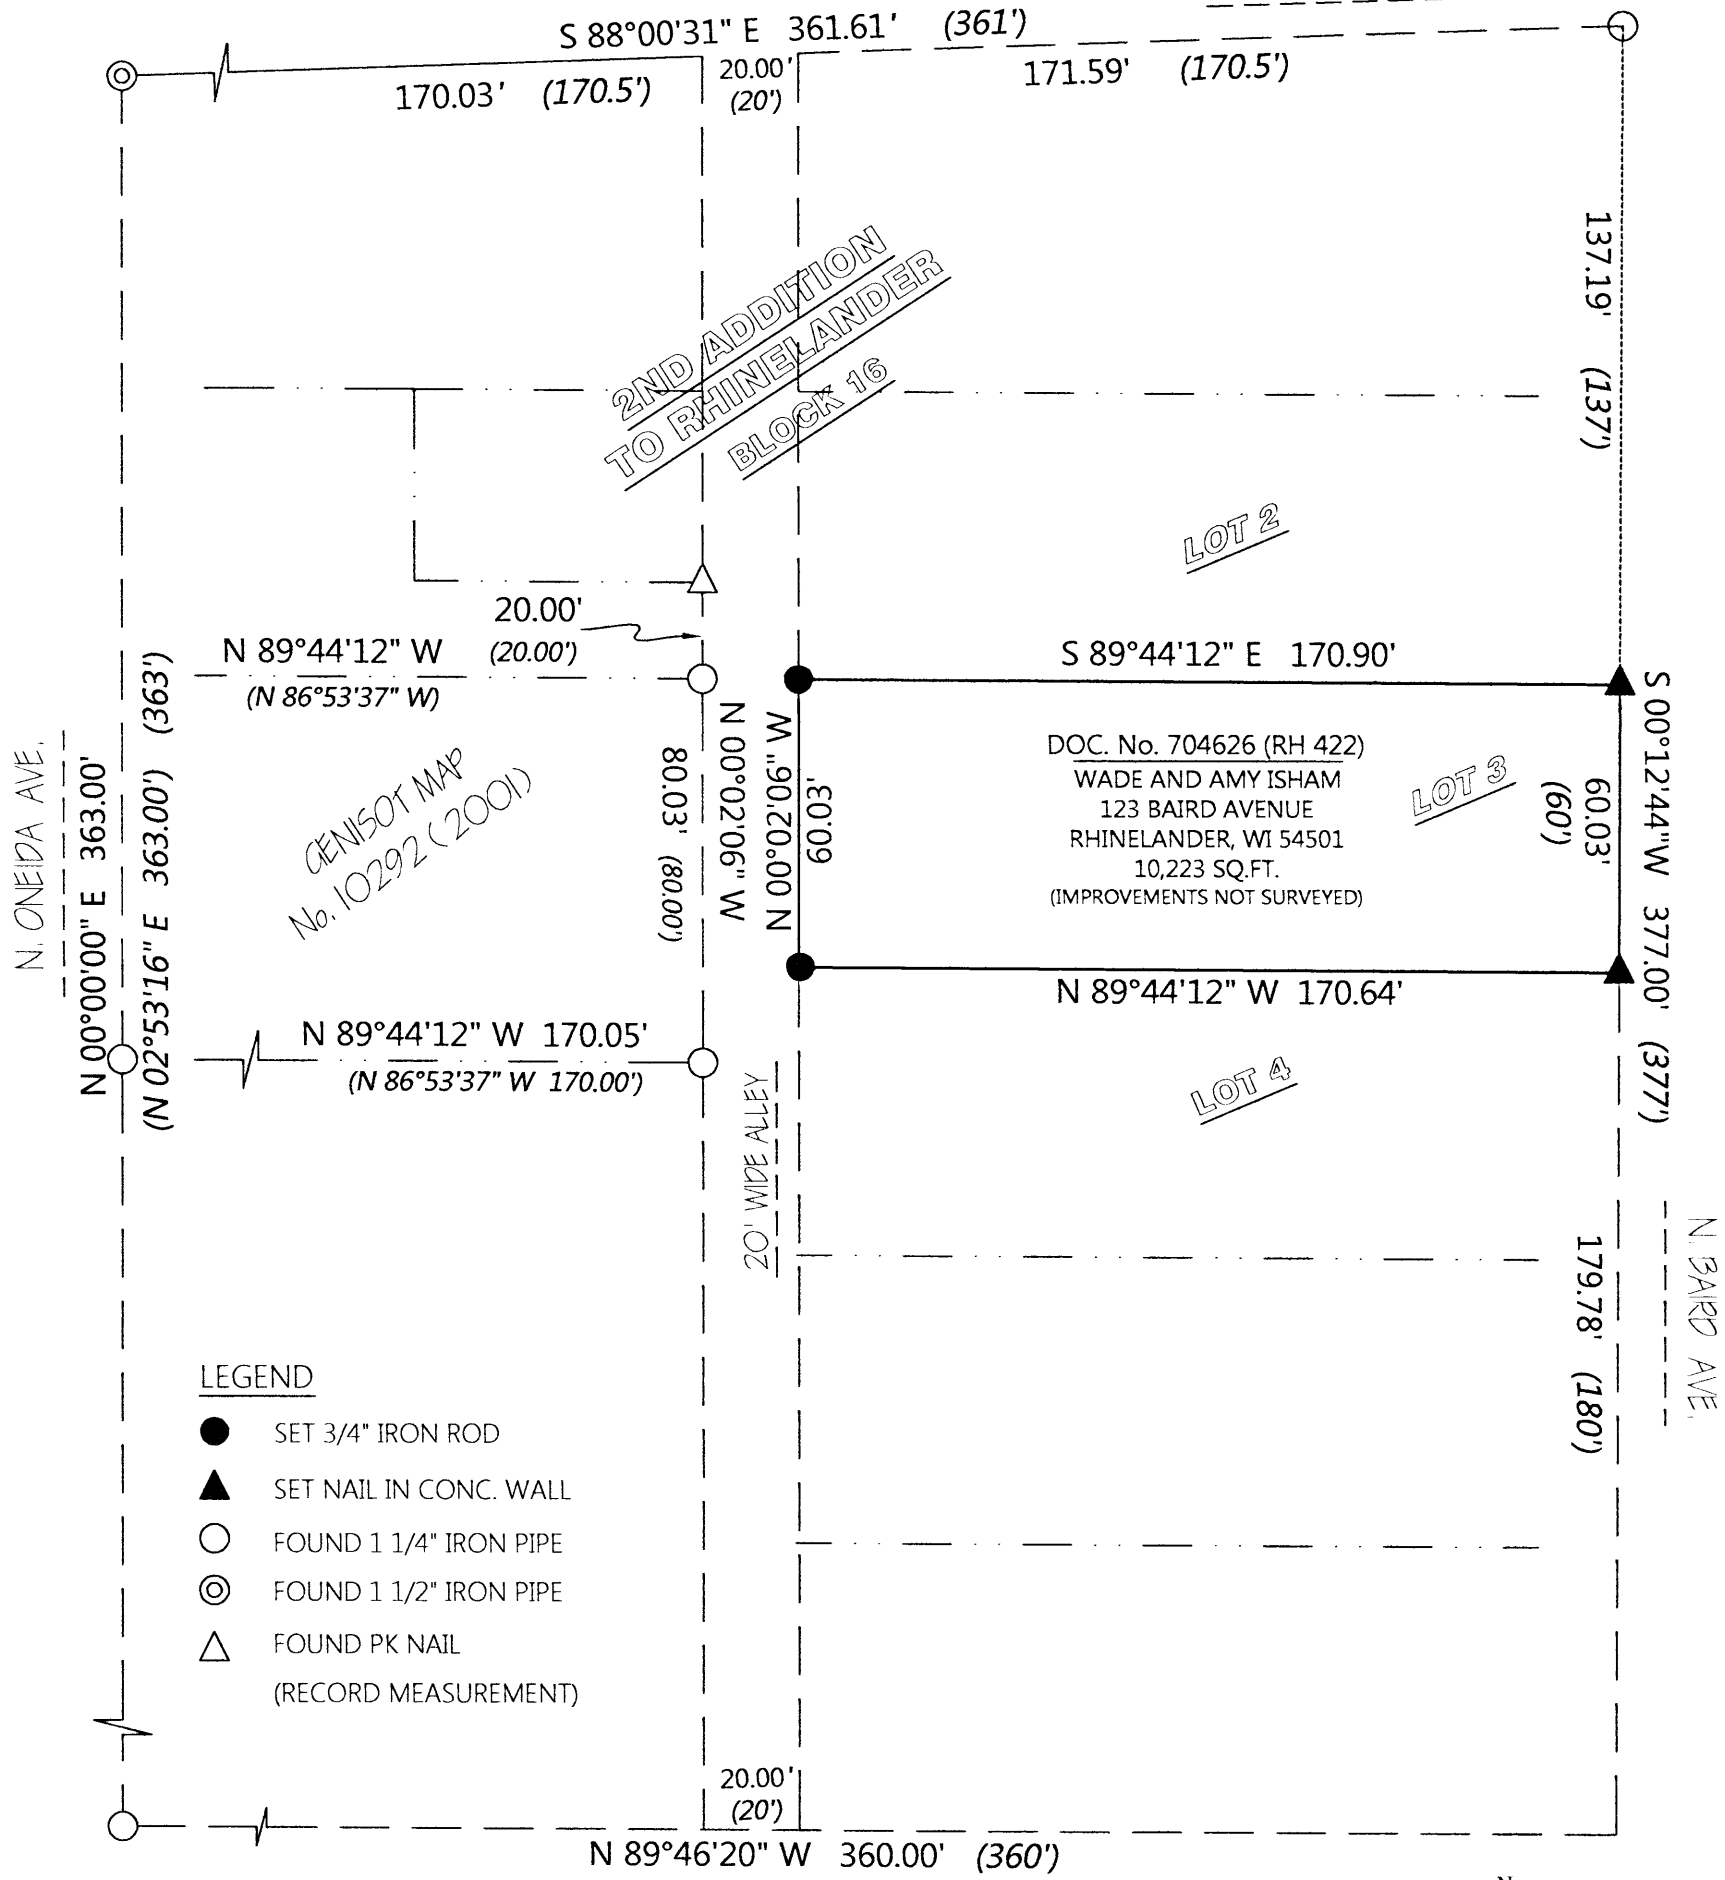 S 88°00'31" E 361.61' (361')
170.03' (170.5')
20.00'
(20')
171.59' (170.5')
137.19' (137')
2ND ADDITION
TO RHINELANDER
BLOCK 16
LOT 2
20.00'
(20.00')
N 89°44'12" W
(N 86°53'37" W)
S 89°44'12" E 170.90'
N. ONEIDA AVE.
N 00°00'00" E 363.00'
(N 02°53'16" E 363.00') (363')
GENISOT MAP
No. 10292 (2001)
80.03' (80.00')
N 00°02'06" W
N 00°02'06" W
60.03'
DOC. No. 704626 (RH 422)
WADE AND AMY ISHAM
123 BAIRD AVENUE
RHINELANDER, WI 54501
10,223 SQ.FT.
(IMPROVEMENTS NOT SURVEYED)
LOT 3
60.03'
(60')
S 00°12'44"W 377.00' (377')
N 89°44'12" W 170.64'
N 89°44'12" W 170.05'
(N 86°53'37" W 170.00')
LOT 4
20' WIDE ALLEY
179.78' (180')
N. BAIRD AVE.
LEGEND
SET 3/4" IRON ROD
SET NAIL IN CONC. WALL
FOUND 1 1/4" IRON PIPE
FOUND 1 1/2" IRON PIPE
FOUND PK NAIL
(RECORD MEASUREMENT)
20.00'
(20')
N 89°46'20" W 360.00' (360')
N